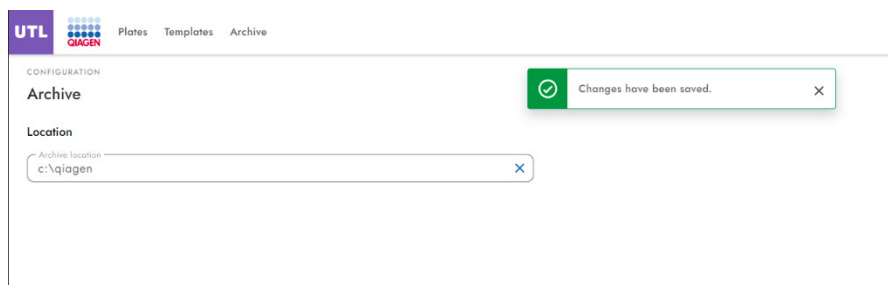 UTL QIAGEN Plates Templates Archive
CONFIGURATION
Archive
Changes have been saved.
Location
Archive location
c:\qiagen